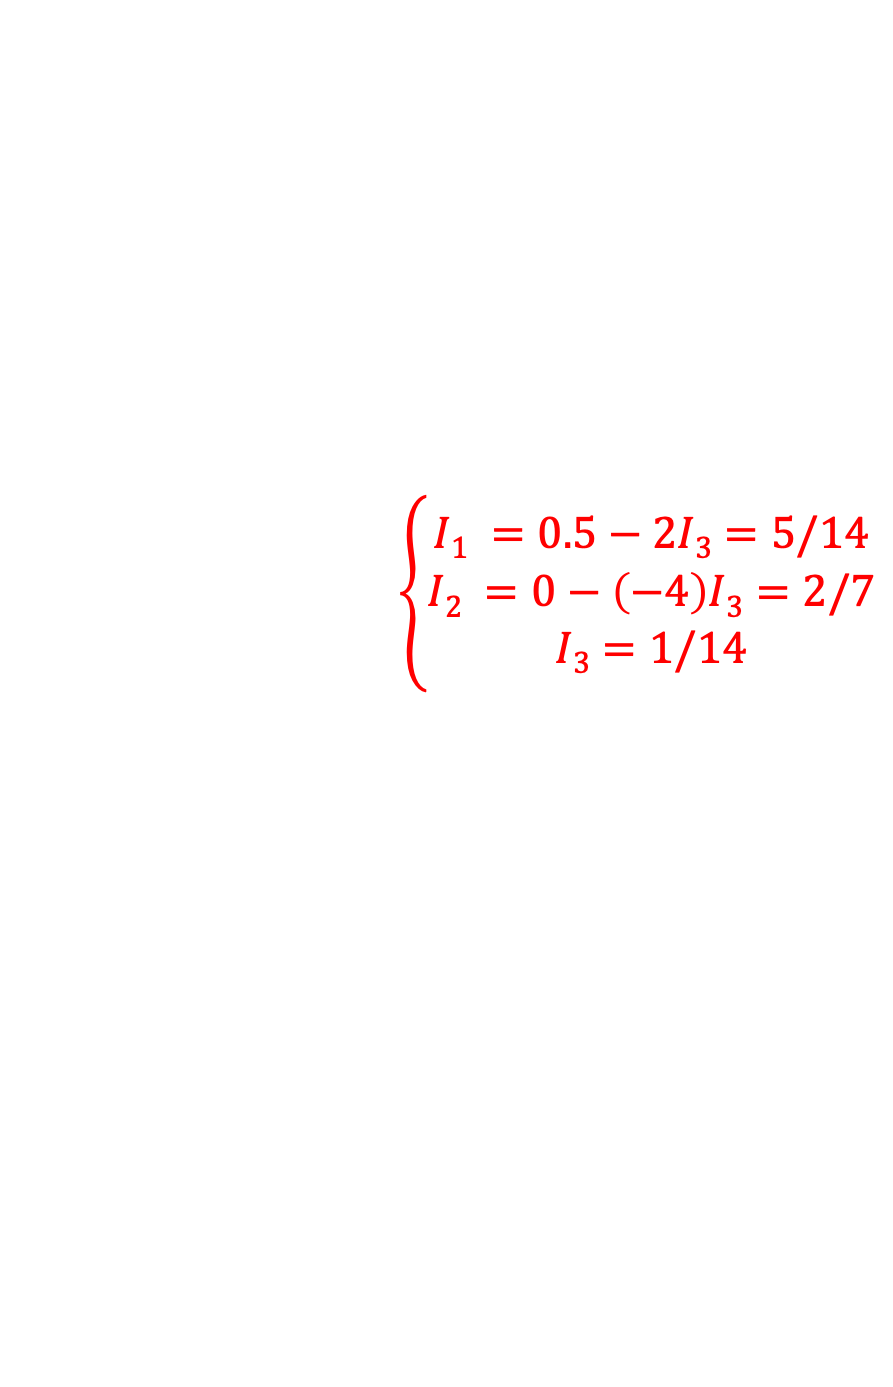 I₁ = 0.5 − 2I₃ = 5/14
I₂ = 0 − (−4)I₃ = 2/7
I₃ = 1/14